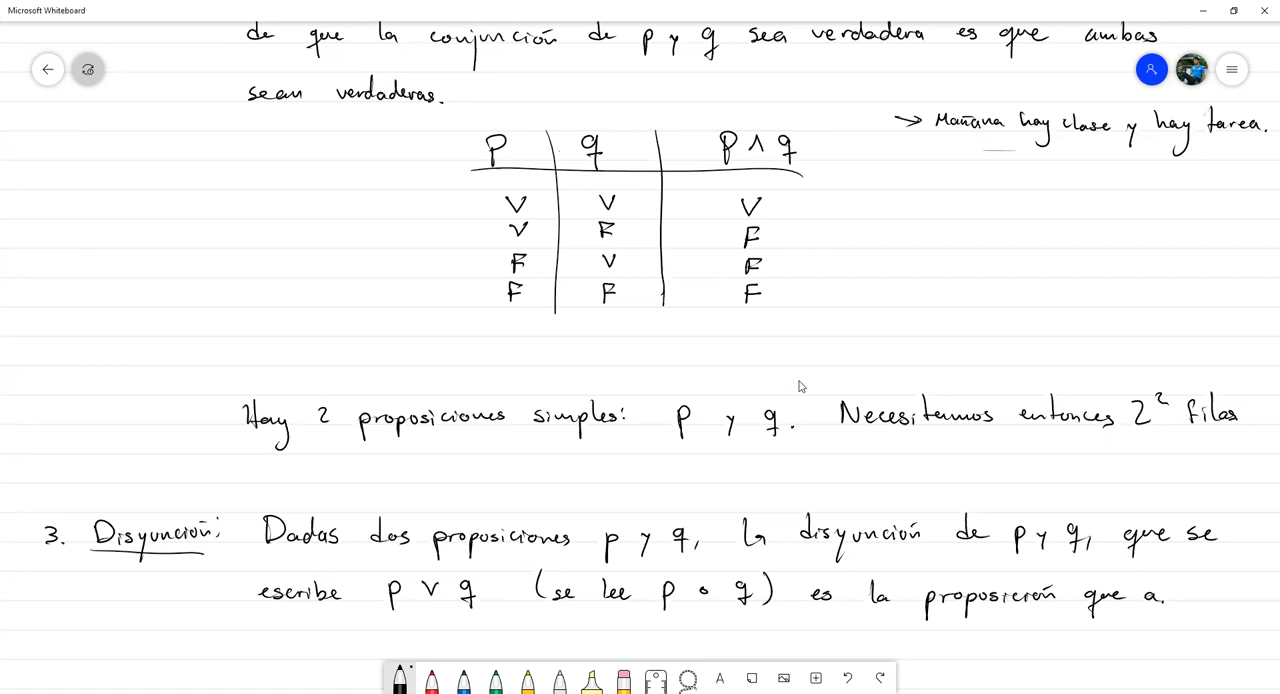 Microsoft Whiteboard
de que la conjunción de p y q sea verdadera es que ambas
sean verdaderas.
→ Mañana hay clase y hay tarea.
p q p ∧ q
V V V
V F F
F V F
F F F
Hay 2 proposiciones simples: p y q. Necesitamos entonces 2² filas
3. Disyunción: Dadas dos proposiciones p y q, la disyunción de p y q, que se
escribe p ∨ q (se lee p o q) es la proposición que a
A